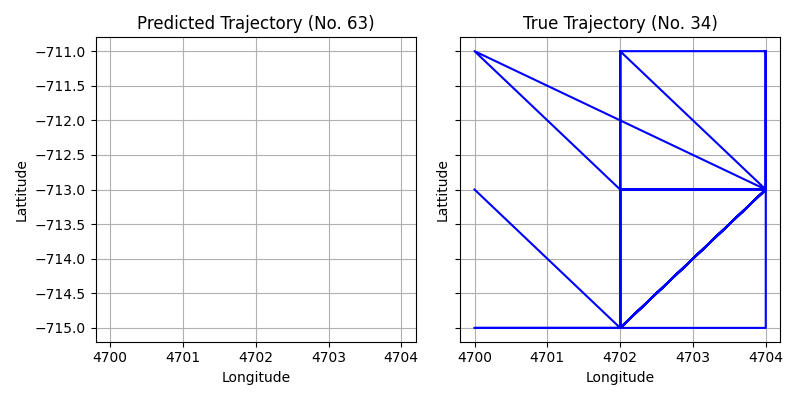 Predicted Trajectory (No. 63)
True Trajectory (No. 34)
−711.0
−711.5
−712.0
−712.5
−713.0
−713.5
−714.0
−714.5
−715.0
Lattitude
Lattitude
4700 4701 4702 4703 4704
4700 4701 4702 4703 4704
Longitude
Longitude